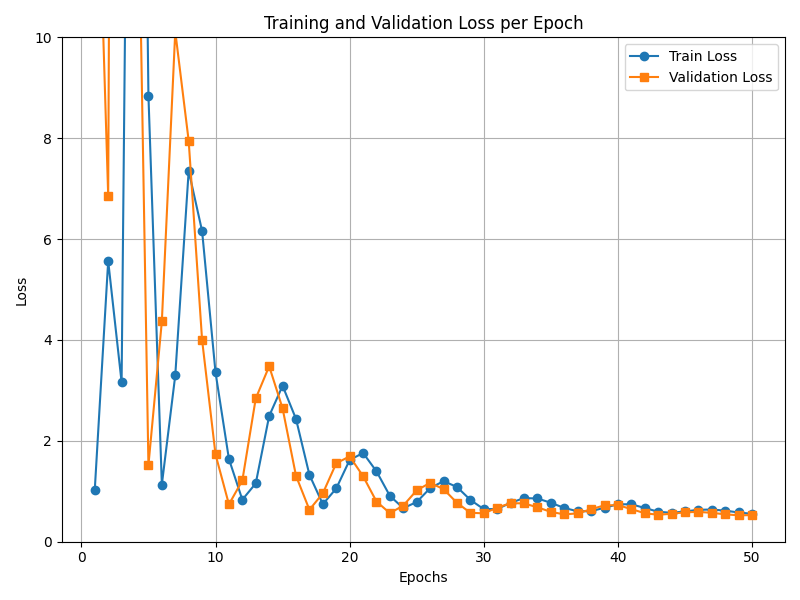 Training and Validation Loss per Epoch
Train Loss
Validation Loss
10
8
6
4
2
0
Loss
0 10 20 30 40 50
Epochs